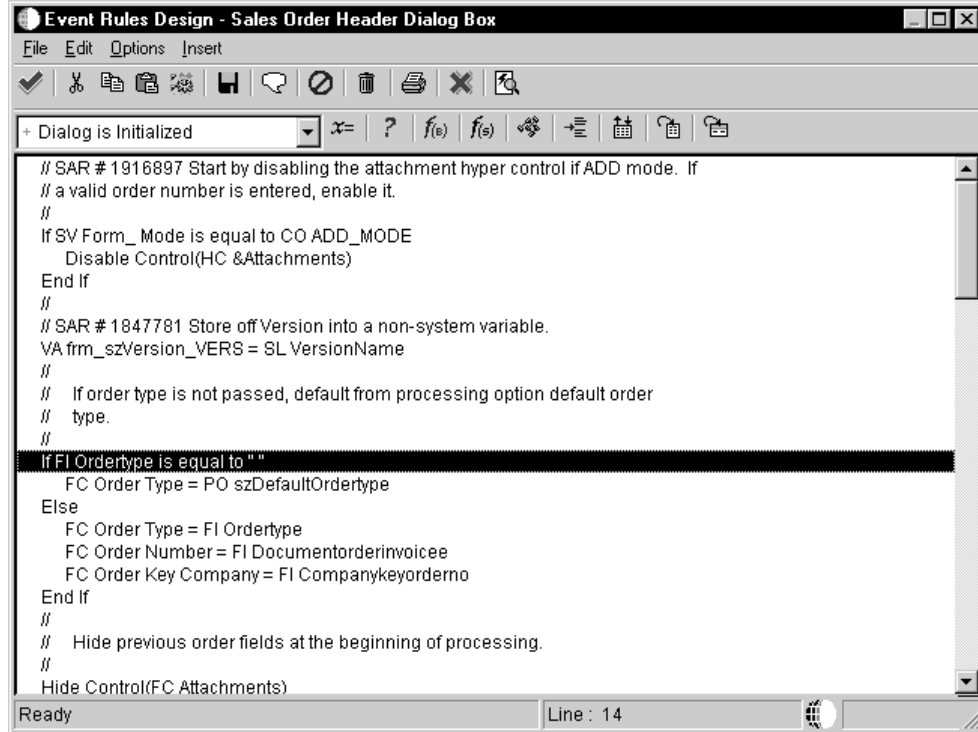 Event Rules Design - Sales Order Header Dialog Box
File Edit Options Insert
+ Dialog is Initialized x= ? f(B) f(s)
// SAR # 1916897 Start by disabling the attachment hyper control if ADD mode. If
// a valid order number is entered, enable it.
//
If SV Form_ Mode is equal to CO ADD_MODE
Disable Control(HC &Attachments)
End If
//
// SAR # 1847781 Store off Version into a non-system variable.
VA frm_szVersion_VERS = SL VersionName
//
// If order type is not passed, default from processing option default order
// type.
//
If FI Ordertype is equal to " "
FC Order Type = PO szDefaultOrdertype
Else
FC Order Type = FI Ordertype
FC Order Number = FI Documentorderinvoicee
FC Order Key Company = FI Companykeyorderno
End If
//
// Hide previous order fields at the beginning of processing.
//
Hide Control(FC Attachments)
Ready Line : 14